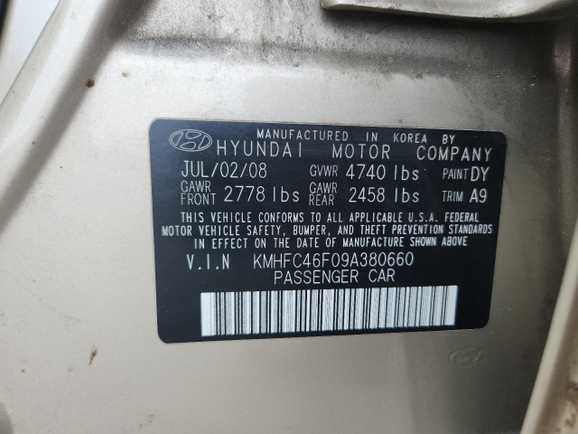 MANUFACTURED IN KOREA BY
HYUNDAI MOTOR COMPANY
JUL/02/08 GVWR 4740 lbs PAINT DY
GAWR FRONT 2778 lbs GAWR REAR 2458 lbs TRIM A9
THIS VEHICLE CONFORMS TO ALL APPLICABLE U.S.A. FEDERAL
MOTOR VEHICLE SAFETY, BUMPER, AND THEFT PREVENTION STANDARDS
IN EFFECT ON THE DATE OF MANUFACTURE SHOWN ABOVE.
V.I.N KMHFC46F09A380660
PASSENGER CAR